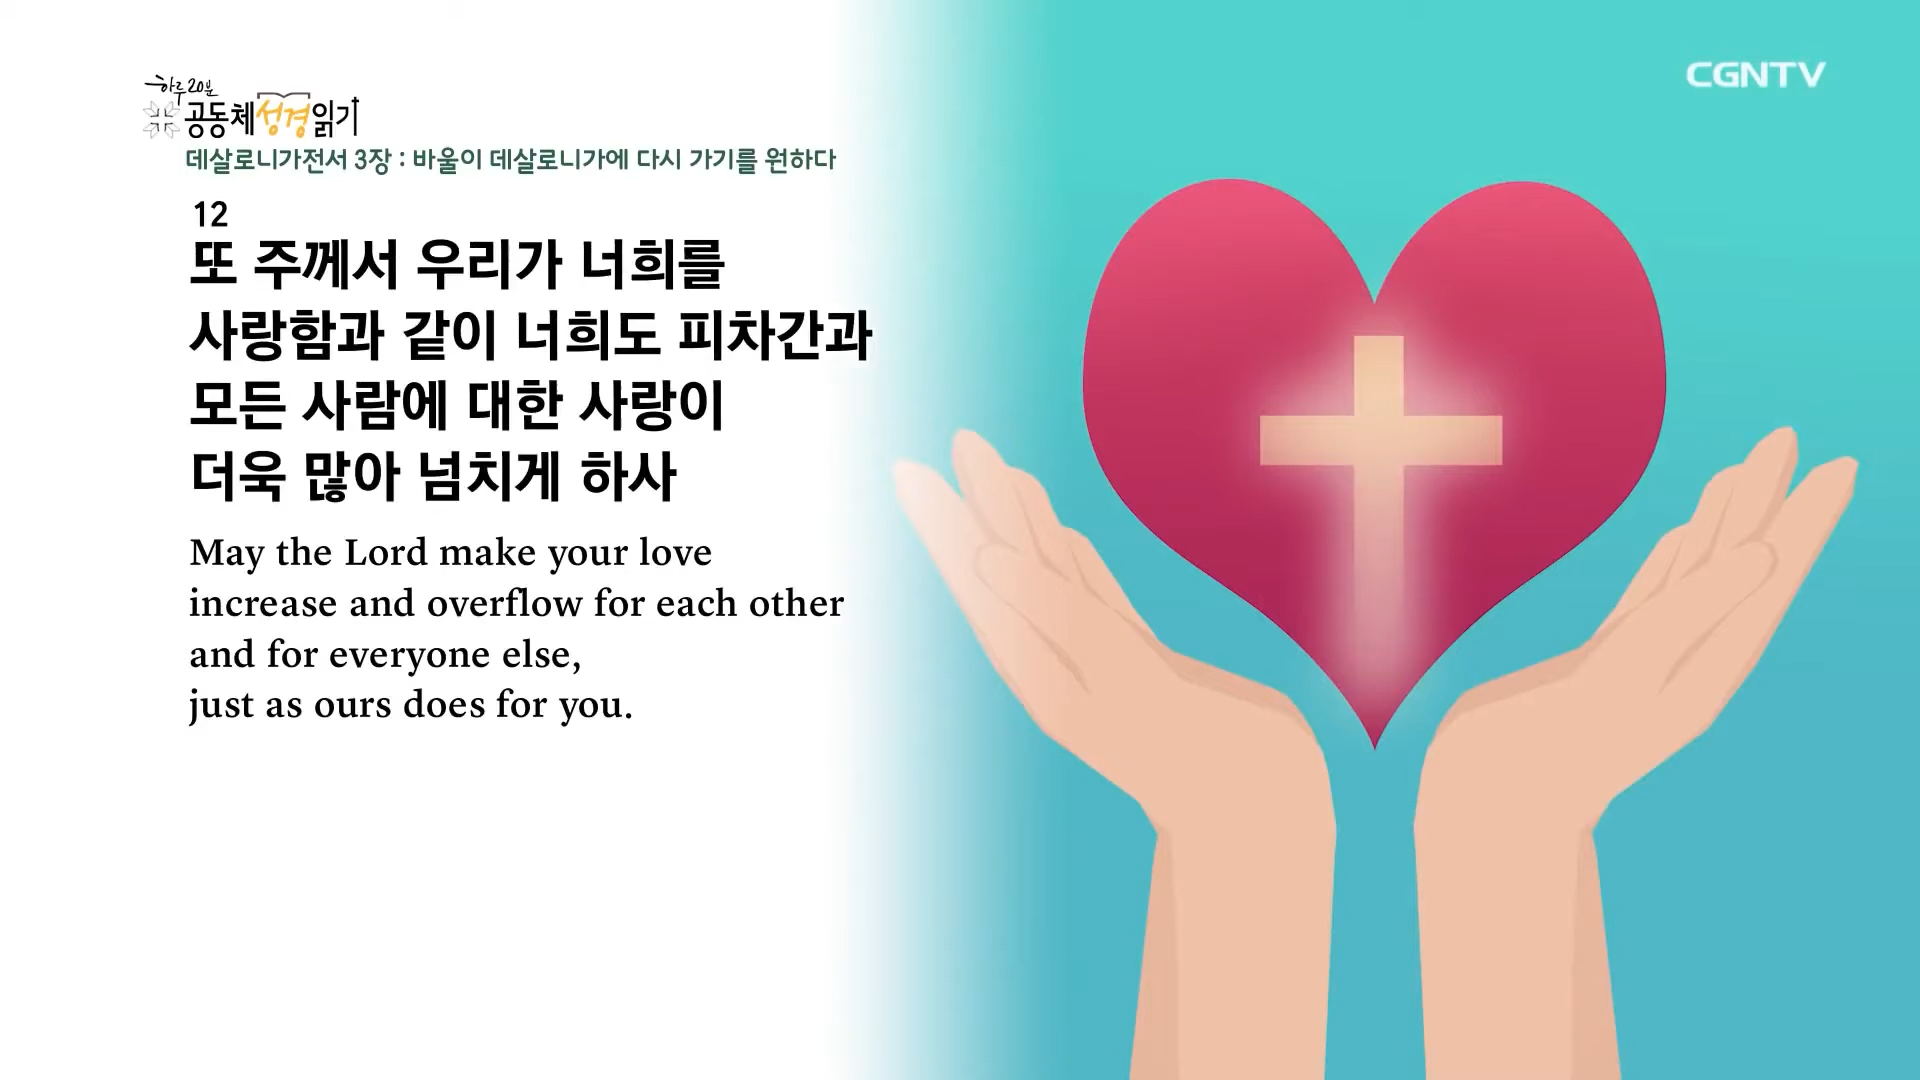 하루 20분
공동체성경읽기
CGNTV
데살로니가전서 3장 : 바울이 데살로니가에 다시 가기를 원하다
12
또 주께서 우리가 너희를
사랑함과 같이 너희도 피차간과
모든 사람에 대한 사랑이
더욱 많아 넘치게 하사
May the Lord make your love
increase and overflow for each other
and for everyone else,
just as ours does for you.